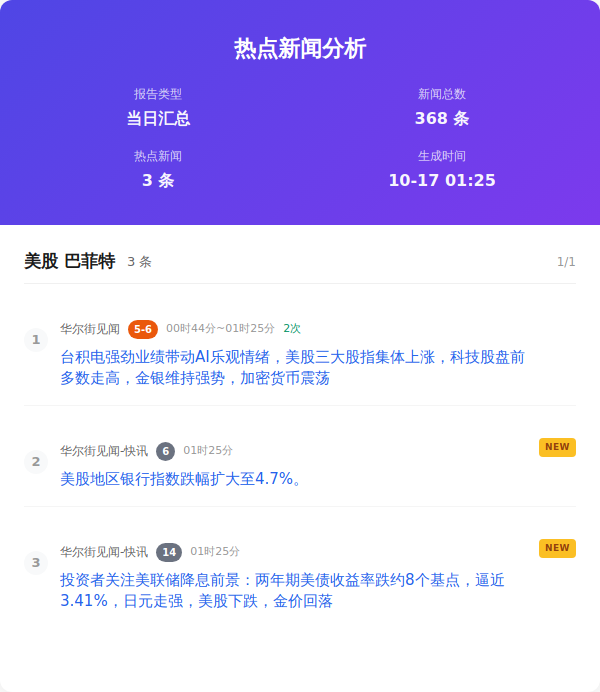 热点新闻分析
报告类型
新闻总数
当日汇总
368 条
热点新闻
生成时间
3 条
10-17 01:25
美股 巴菲特 3 条 1/1
1 华尔街见闻 5-6 00时44分~01时25分 2次
台积电强劲业绩带动AI乐观情绪，美股三大股指集体上涨，科技股盘前
多数走高，金银维持强势，加密货币震荡
2 华尔街见闻-快讯 6 01时25分 NEW
美股地区银行指数跌幅扩大至4.7%。
3 华尔街见闻-快讯 14 01时25分 NEW
投资者关注美联储降息前景：两年期美债收益率跌约8个基点，逼近
3.41%，日元走强，美股下跌，金价回落